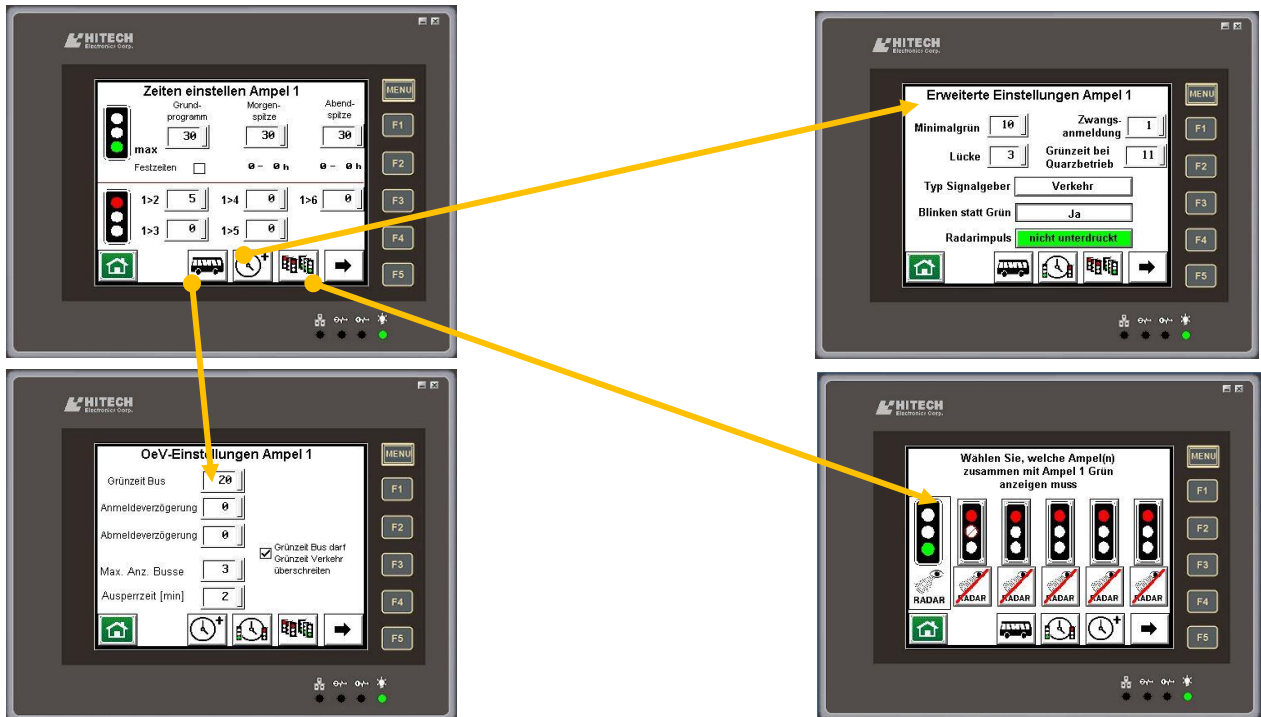 HITECH
Electronics Corp.
Zeiten einstellen Ampel 1
Grund-
programm
Morgen-
spitze
Abend-
spitze
max
30
30
30
Festzeiten
0 - 0 h
0 - 0 h
1>2 5
1>4 0
1>6 0
1>3 0
1>5 0
+
MENU
F1
F2
F3
F4
F5
HITECH
Electronics Corp.
Erweiterte Einstellungen Ampel 1
Minimalgrün 10
Zwangs-
anmeldung 1
Lücke 3
Grünzeit bei
Quarzbetrieb 11
Typ Signalgeber Verkehr
Blinken statt Grün Ja
Radarimpuls nicht unterdrückt
MENU
F1
F2
F3
F4
F5
HITECH
Electronics Corp.
OeV-Einstellungen Ampel 1
Grünzeit Bus 20
Anmeldeverzögerung 0
Abmeldeverzögerung 0
Grünzeit Bus darf
Grünzeit Verkehr
überschreiten
Max. Anz. Busse 3
Ausperrzeit [min] 2
+
MENU
F1
F2
F3
F4
F5
HITECH
Electronics Corp.
Wählen Sie, welche Ampel(n)
zusammen mit Ampel 1 Grün
anzeigen muss
RADAR RADAR RADAR RADAR RADAR RADAR
+
MENU
F1
F2
F3
F4
F5